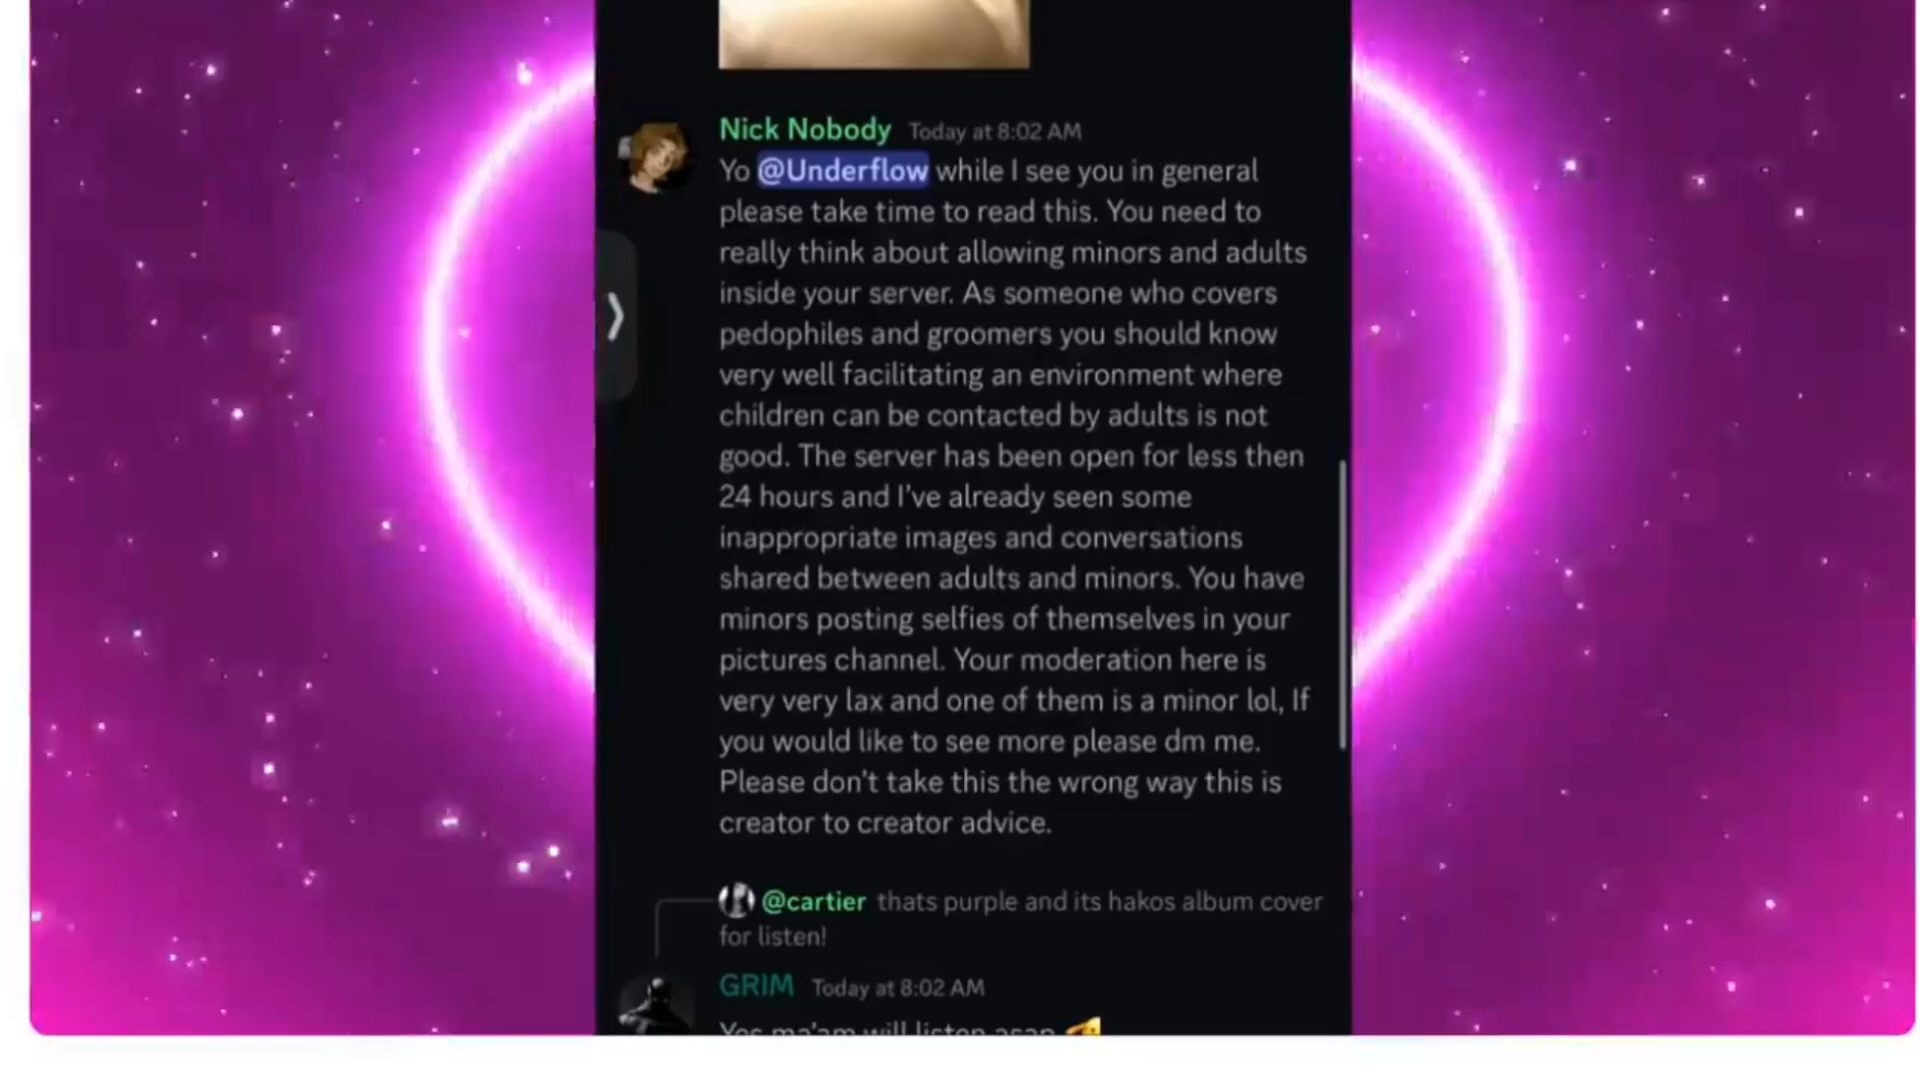 Nick Nobody Today at 8:02 AM
Yo @Underflow while I see you in general
please take time to read this. You need to
really think about allowing minors and adults
inside your server. As someone who covers
pedophiles and groomers you should know
very well facilitating an environment where
children can be contacted by adults is not
good. The server has been open for less then
24 hours and I've already seen some
inappropriate images and conversations
shared between adults and minors. You have
minors posting selfies of themselves in your
pictures channel. Your moderation here is
very very lax and one of them is a minor lol, If
you would like to see more please dm me.
Please don't take this the wrong way this is
creator to creator advice.
@cartier thats purple and its hakos album cover
for listen!
GRIM Today at 8:02 AM
Yes ma'am will listen asap